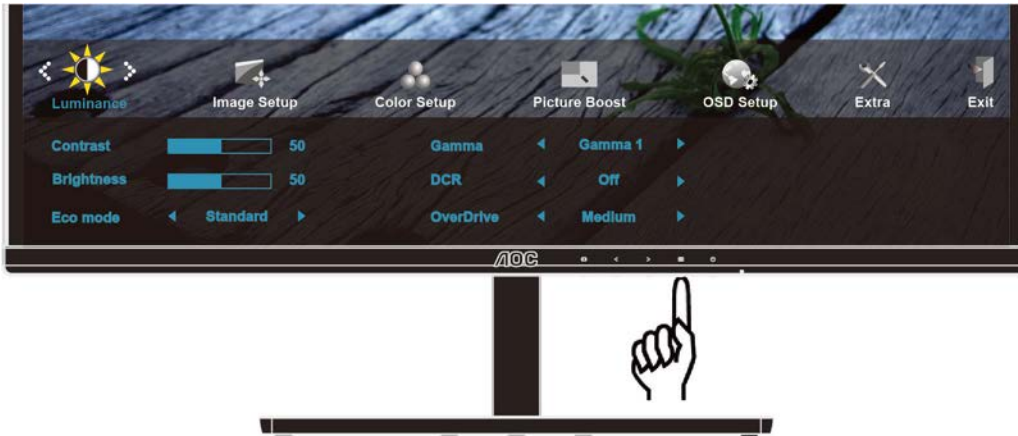 Luminance
Image Setup
Color Setup
Picture Boost
OSD Setup
Extra
Exit
Contrast 50 Gamma Gamma 1
Brightness 50 DCR Off
Eco mode Standard OverDrive Medium
AOC